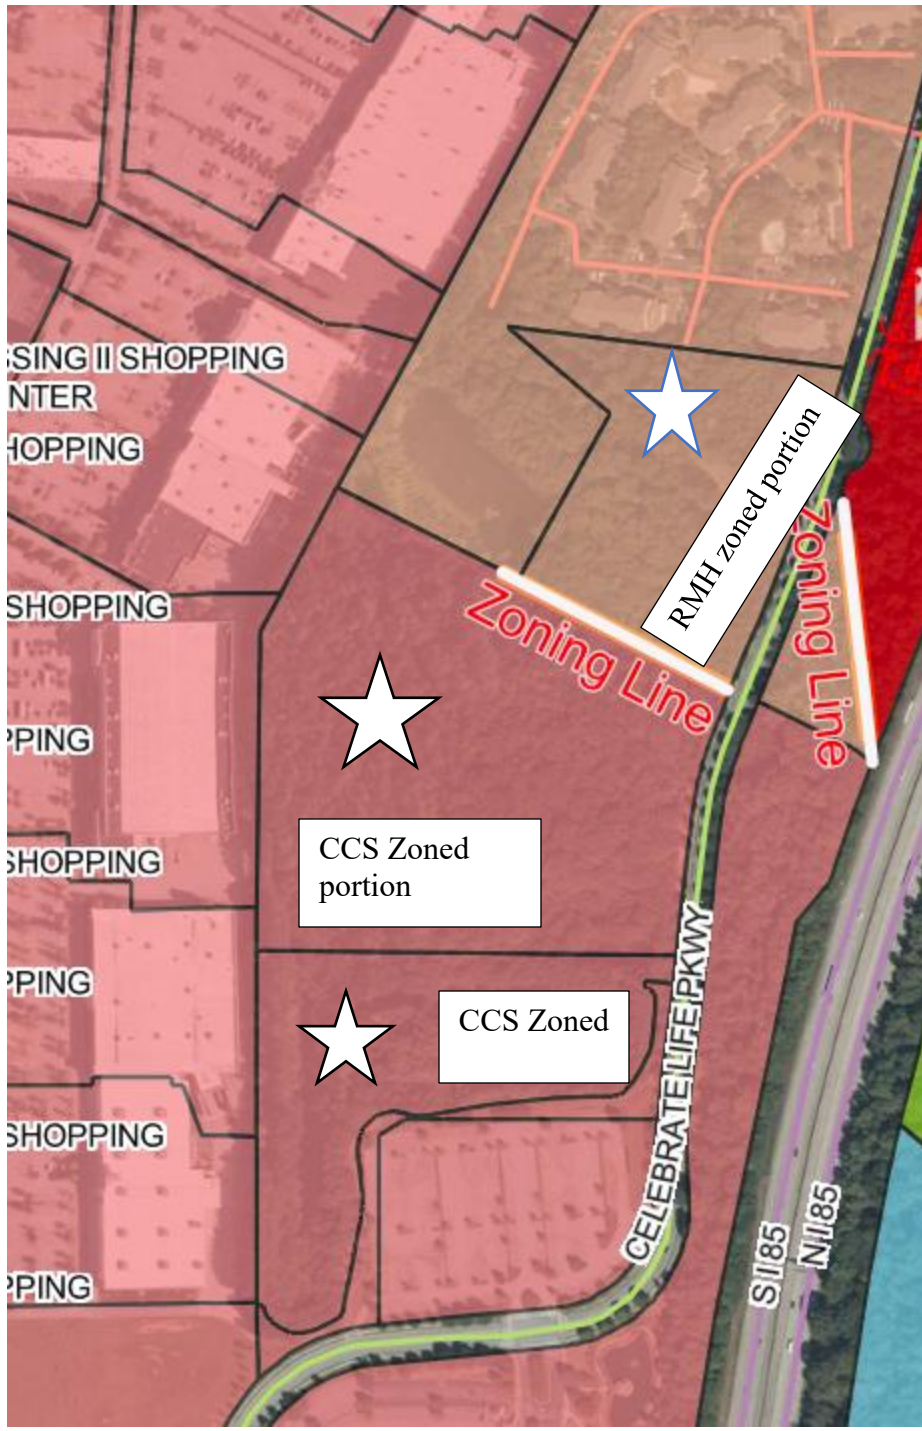 SSING II SHOPPING
NTER
HOPPING
RMH zoned portion
Zoning Line
Zoning Line
SHOPPING
PPING
CCS Zoned
portion
SHOPPING
CELEBRATE LIFE PKWY
PPING
CCS Zoned
SHOPPING
S I 85
N I 85
PPING